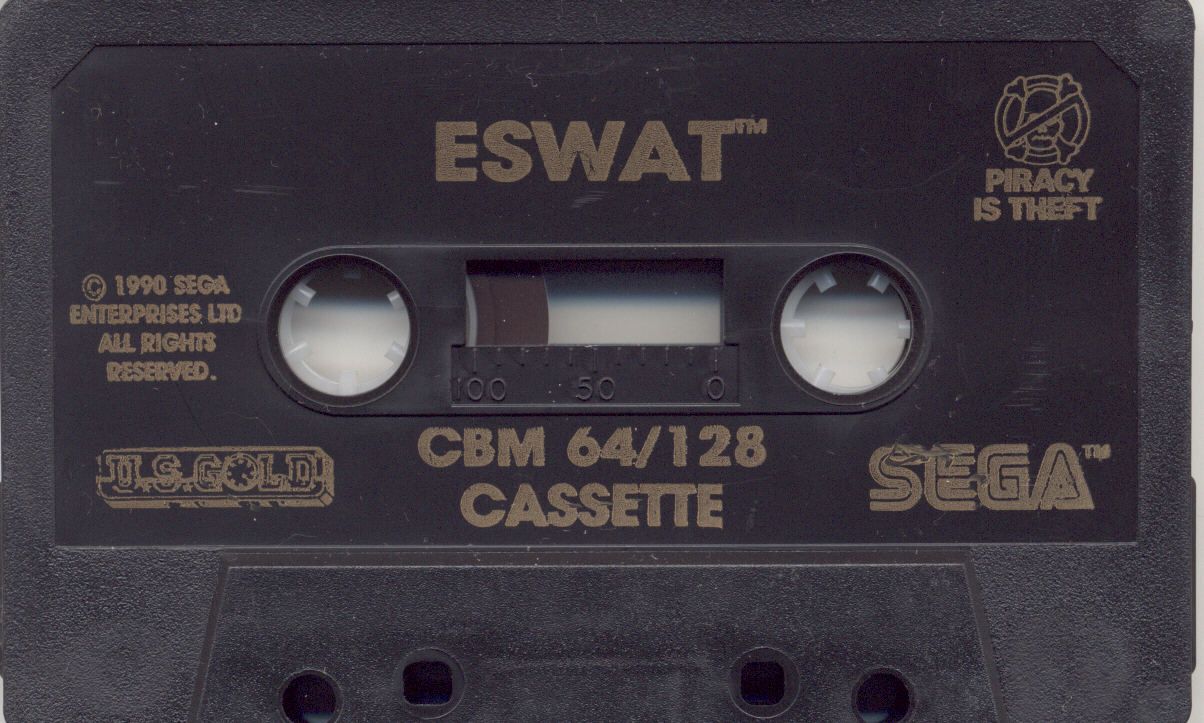 ESWAT™
PIRACY
IS THEFT
© 1990 SEGA
ENTERPRISES LTD
ALL RIGHTS
RESERVED.
100 50 0
U.S. GOLD
CBM 64/128
CASSETTE
SEGA™